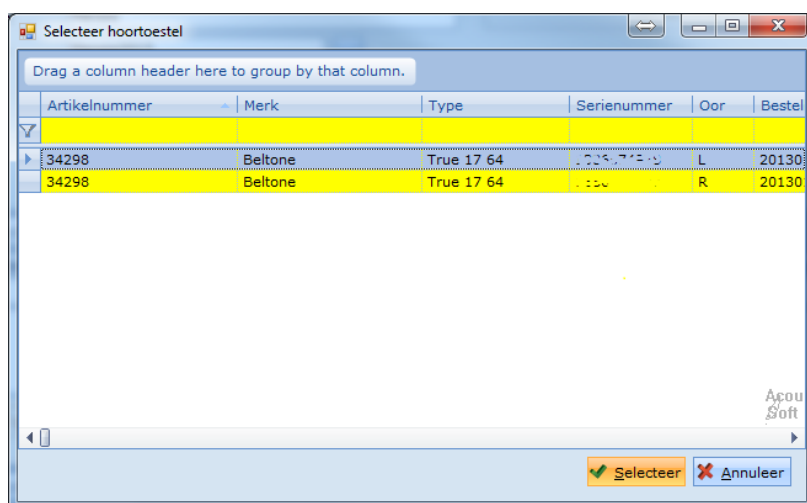 Selecteer hoortoestel
Drag a column header here to group by that column.
Artikelnummer Merk Type Serienummer Oor Bestel
34298 Beltone True 17 64 L 20130
34298 Beltone True 17 64 R 20130
Acou
Soft
Selecteer Annuleer